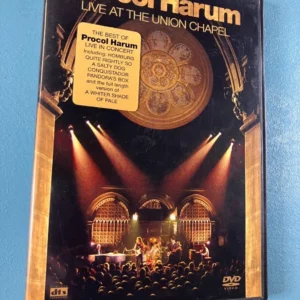 Procol Harum
LIVE AT THE UNION CHAPEL
THE BEST OF
Procol Harum
LIVE IN CONCERT
Including: HOMBURG
QUITE RIGHTLY SO
A SALTY DOG
CONQUISTADOR
PANDORA'S BOX
and the full length
version of
A WHITER SHADE
OF PALE
dts
DVD